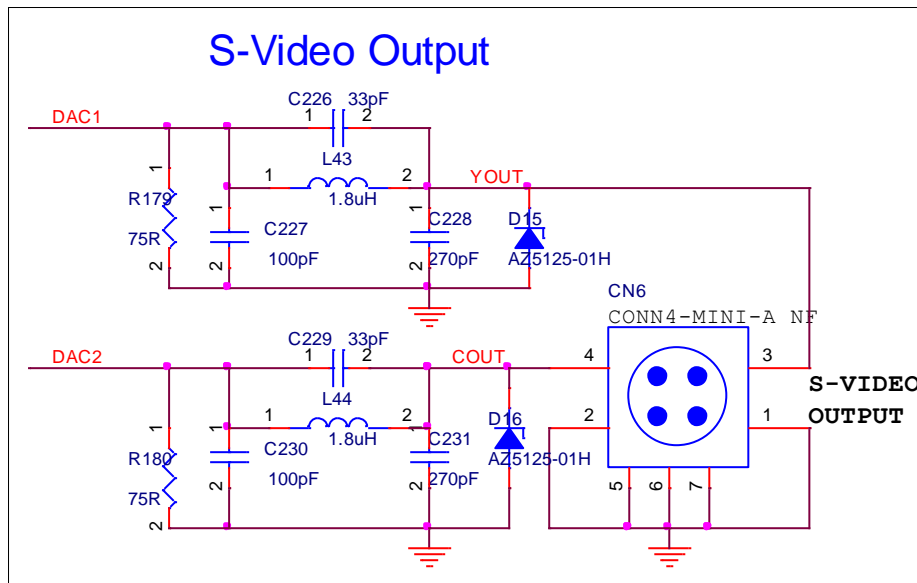 S-Video Output
C226 33pF
DAC1
1 2
L43
1 1 2 YOUT
R179 1 1 D15
1.8uH
C227 C228
75R 100pF 270pF AZ5125-01H
2 2 2
CN6
CONN4-MINI-A NF
C229 33pF
DAC2 1 2 COUT 4 3
L44
S-VIDEO
1 2 2 1
OUTPUT
1 1 1 D16
1.8uH
R180 C230 C231
AZ5125-01H
75R 100pF 270pF
2 2 2
5 6 7